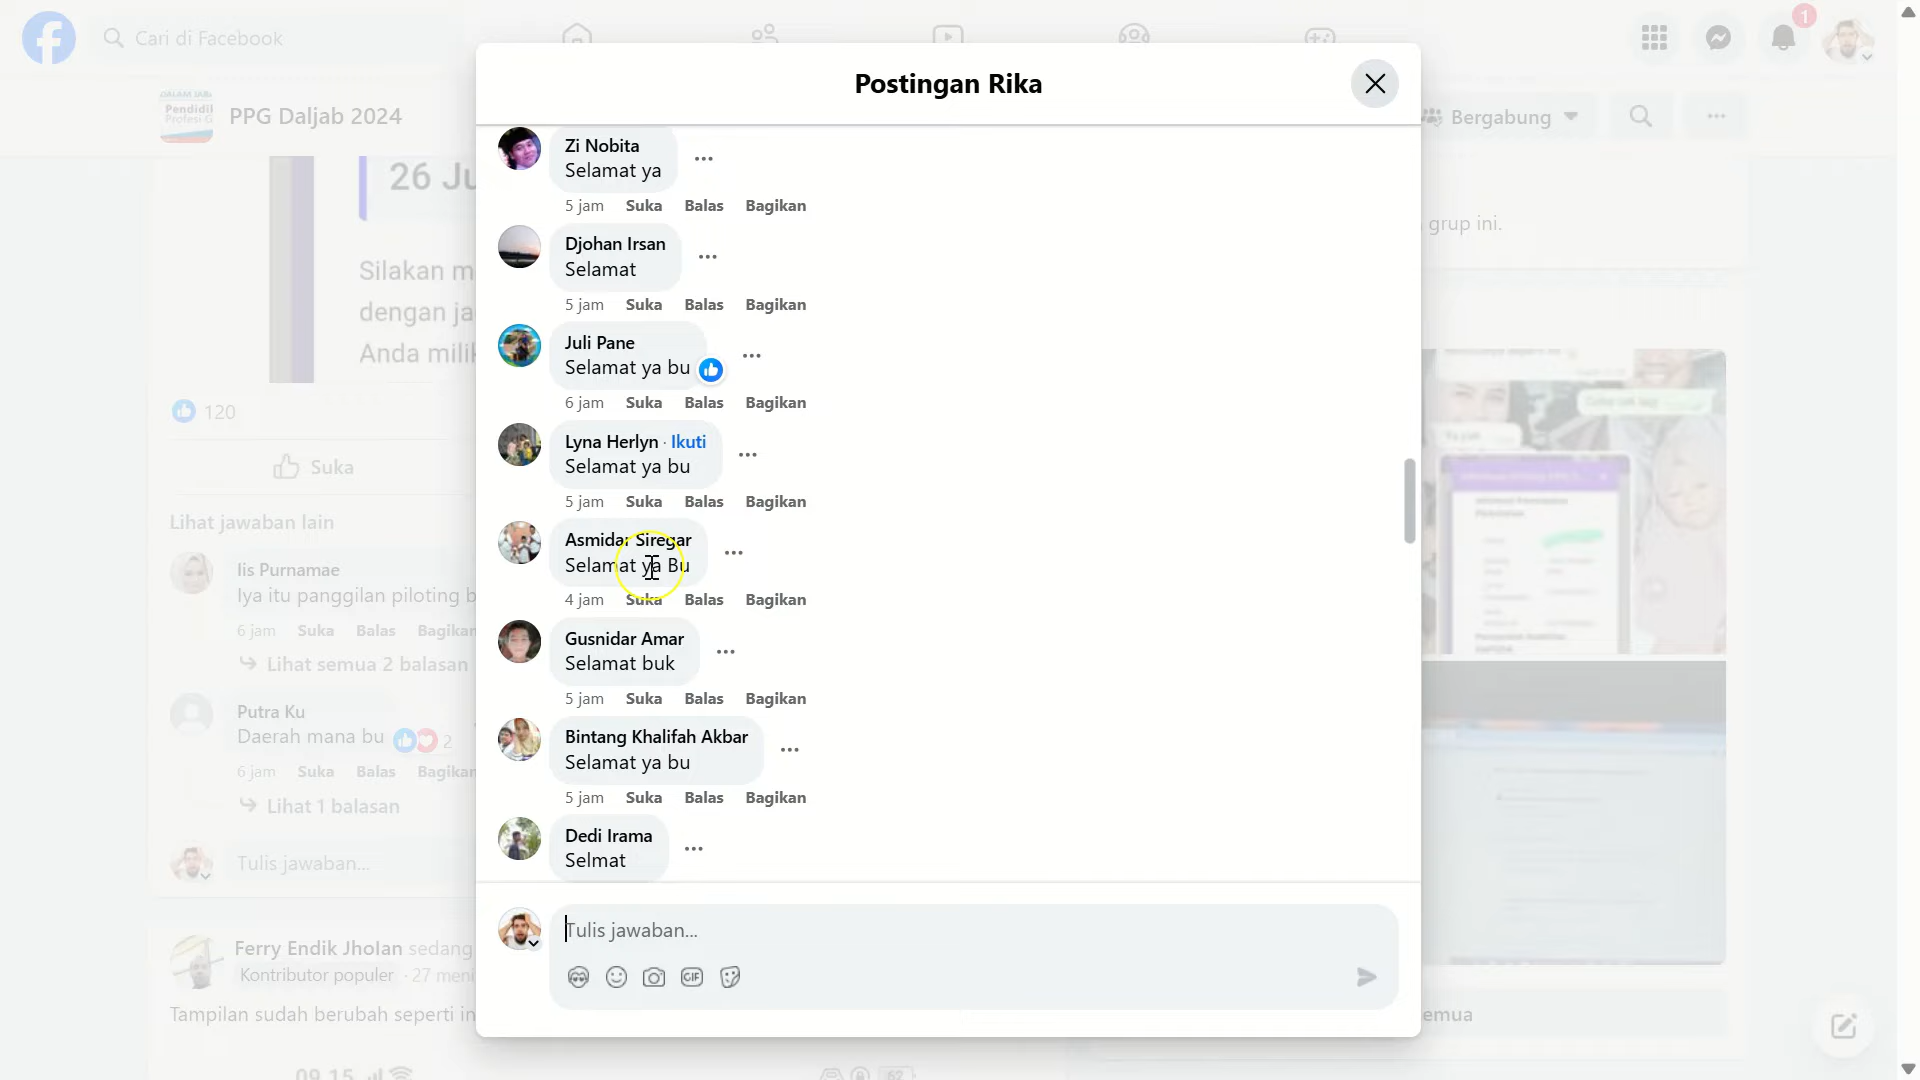 Cari di Facebook
1
PPG Daljab 2024
Bergabung
Postingan Rika
26 Ju
Silakan m
dengan ja
Anda mili
120
Suka
Lihat jawaban lain
Iis Purnamae
Iya itu panggilan piloting b
6 jam Suka Balas Bagikan
Lihat semua 2 balasan
Putra Ku
Daerah mana bu 2
6 jam Suka Balas Bagikan
Lihat 1 balasan
Tulis jawaban...
Ferry Endik Jholan sedang
Kontributor populer · 27 meni
Tampilan sudah berubah seperti in
09.15
62
Zi Nobita
Selamat ya
5 jam Suka Balas Bagikan
Djohan Irsan
Selamat
5 jam Suka Balas Bagikan
Juli Pane
Selamat ya bu
6 jam Suka Balas Bagikan
Lyna Herlyn · Ikuti
Selamat ya bu
5 jam Suka Balas Bagikan
Asmidar Siregar
Selamat ya Bu
4 jam Suka Balas Bagikan
Gusnidar Amar
Selamat buk
5 jam Suka Balas Bagikan
Bintang Khalifah Akbar
Selamat ya bu
5 jam Suka Balas Bagikan
Dedi Irama
Selmat
Tulis jawaban...
GIF
grup ini.
emua